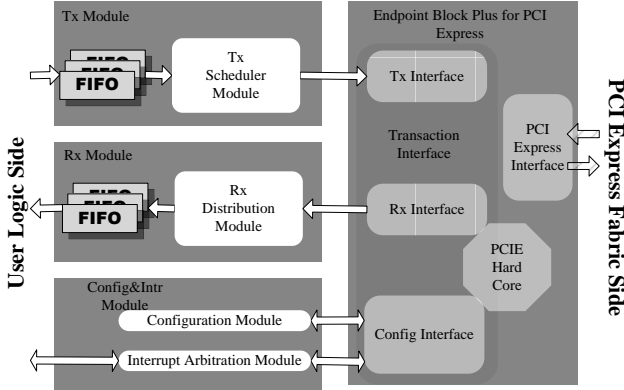 Tx Module
FIFO
FIFO
FIFO
Tx
Scheduler
Module
Endpoint Block Plus for PCI
Express
Tx Interface
Transaction
Interface
PCI
Express
Interface
Rx Module
FIFO
FIFO
FIFO
Rx
Distribution
Module
Rx Interface
PCIE
Hard
Core
Config&Intr
Module
Configuration Module
Interrupt Arbitration Module
Config Interface
User Logic Side
PCI Express Fabric Side